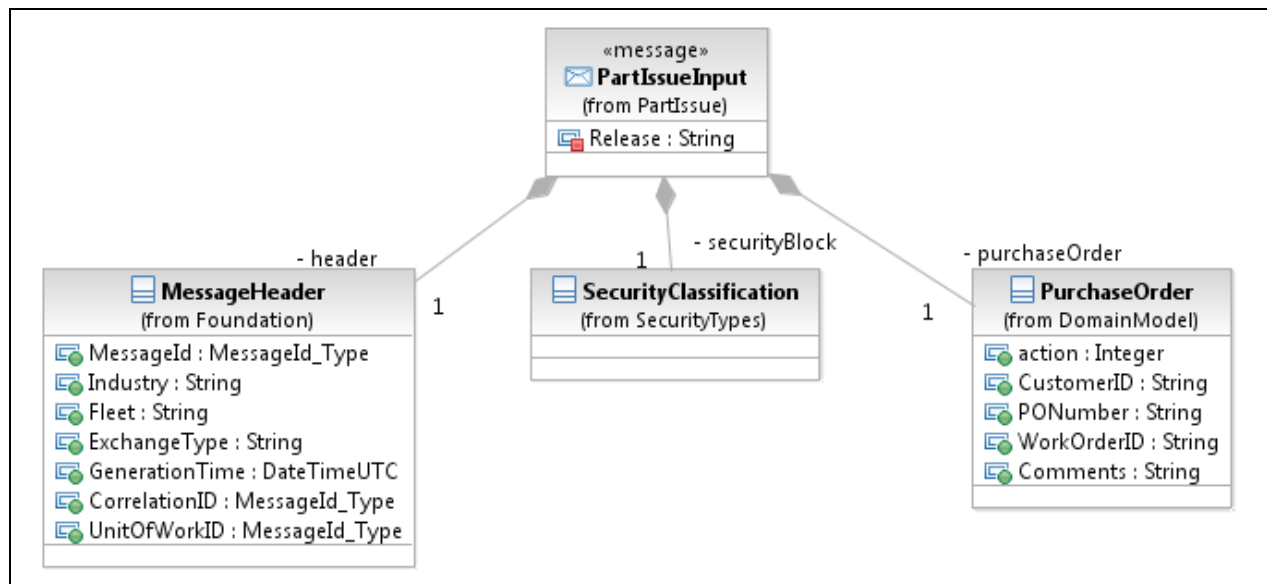 «message»
PartIssueInput
(from PartIssue)
Release : String
- header
1
- securityBlock
1
- purchaseOrder
1
MessageHeader
(from Foundation)
MessageId : MessageId_Type
Industry : String
Fleet : String
ExchangeType : String
GenerationTime : DateTimeUTC
CorrelationID : MessageId_Type
UnitOfWorkID : MessageId_Type
SecurityClassification
(from SecurityTypes)
PurchaseOrder
(from DomainModel)
action : Integer
CustomerID : String
PONumber : String
WorkOrderID : String
Comments : String